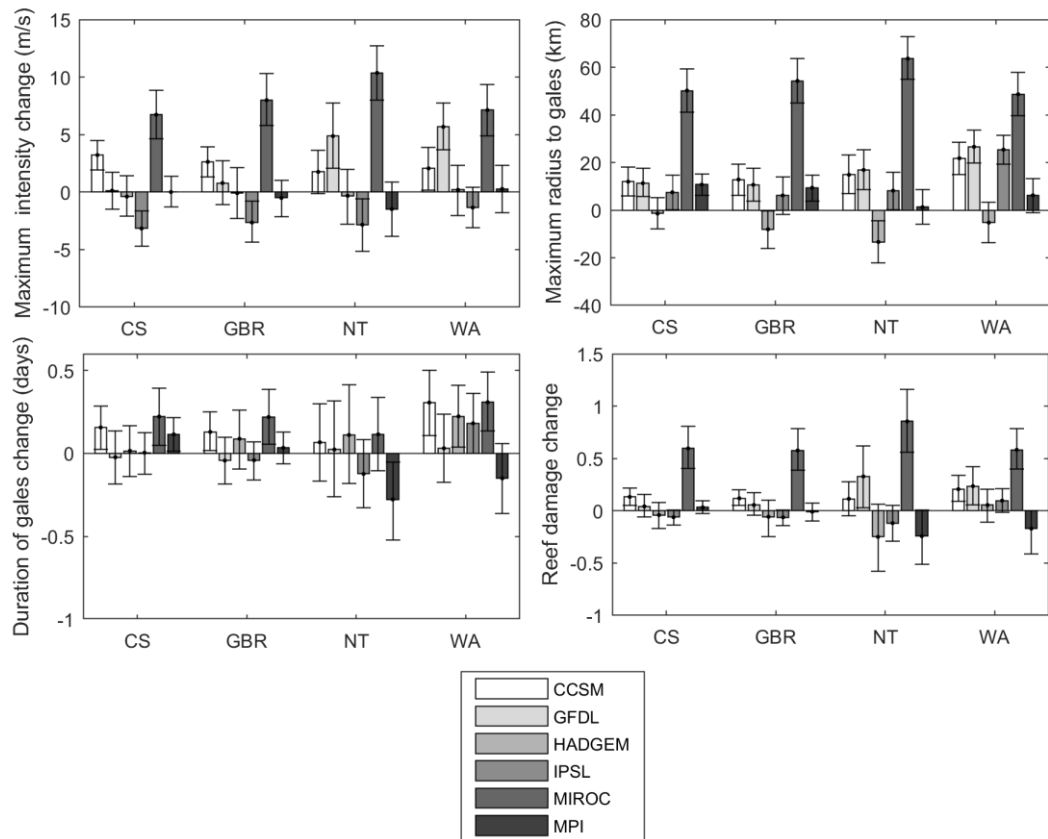 Maximum intensity change (m/s)
15
10
5
0
-5
-10
CS GBR NT WA
Maximum radius to gales (km)
80
60
40
20
0
-20
-40
CS GBR NT WA
Duration of gales change (days)
0.5
0
-0.5
-1
CS GBR NT WA
Reef damage change
1.5
1
0.5
0
-0.5
-1
CS GBR NT WA
CCSM
GFDL
HADGEM
IPSL
MIROC
MPI